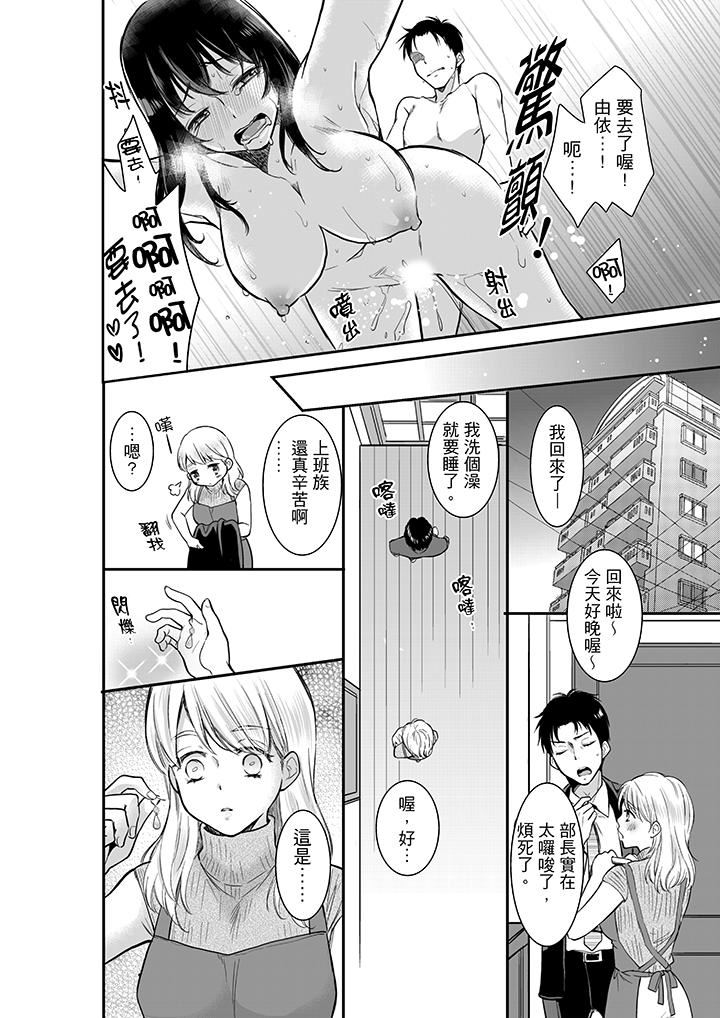 要去了喔！
由依…！
呃…！
驚顫！
啊！
射出
噴出
抖
要去！
啊啊啊啊！
要去了！
我回來了—
回來啦～
今天好晚喔～
部長實在
太囉唆了，
煩死了。
我洗個澡
就要睡了。
喀噠
喀噠…
喔，好…
上班族
還真辛苦啊
……
嘆—
…嗯？
翻找
閃爍…
這是……